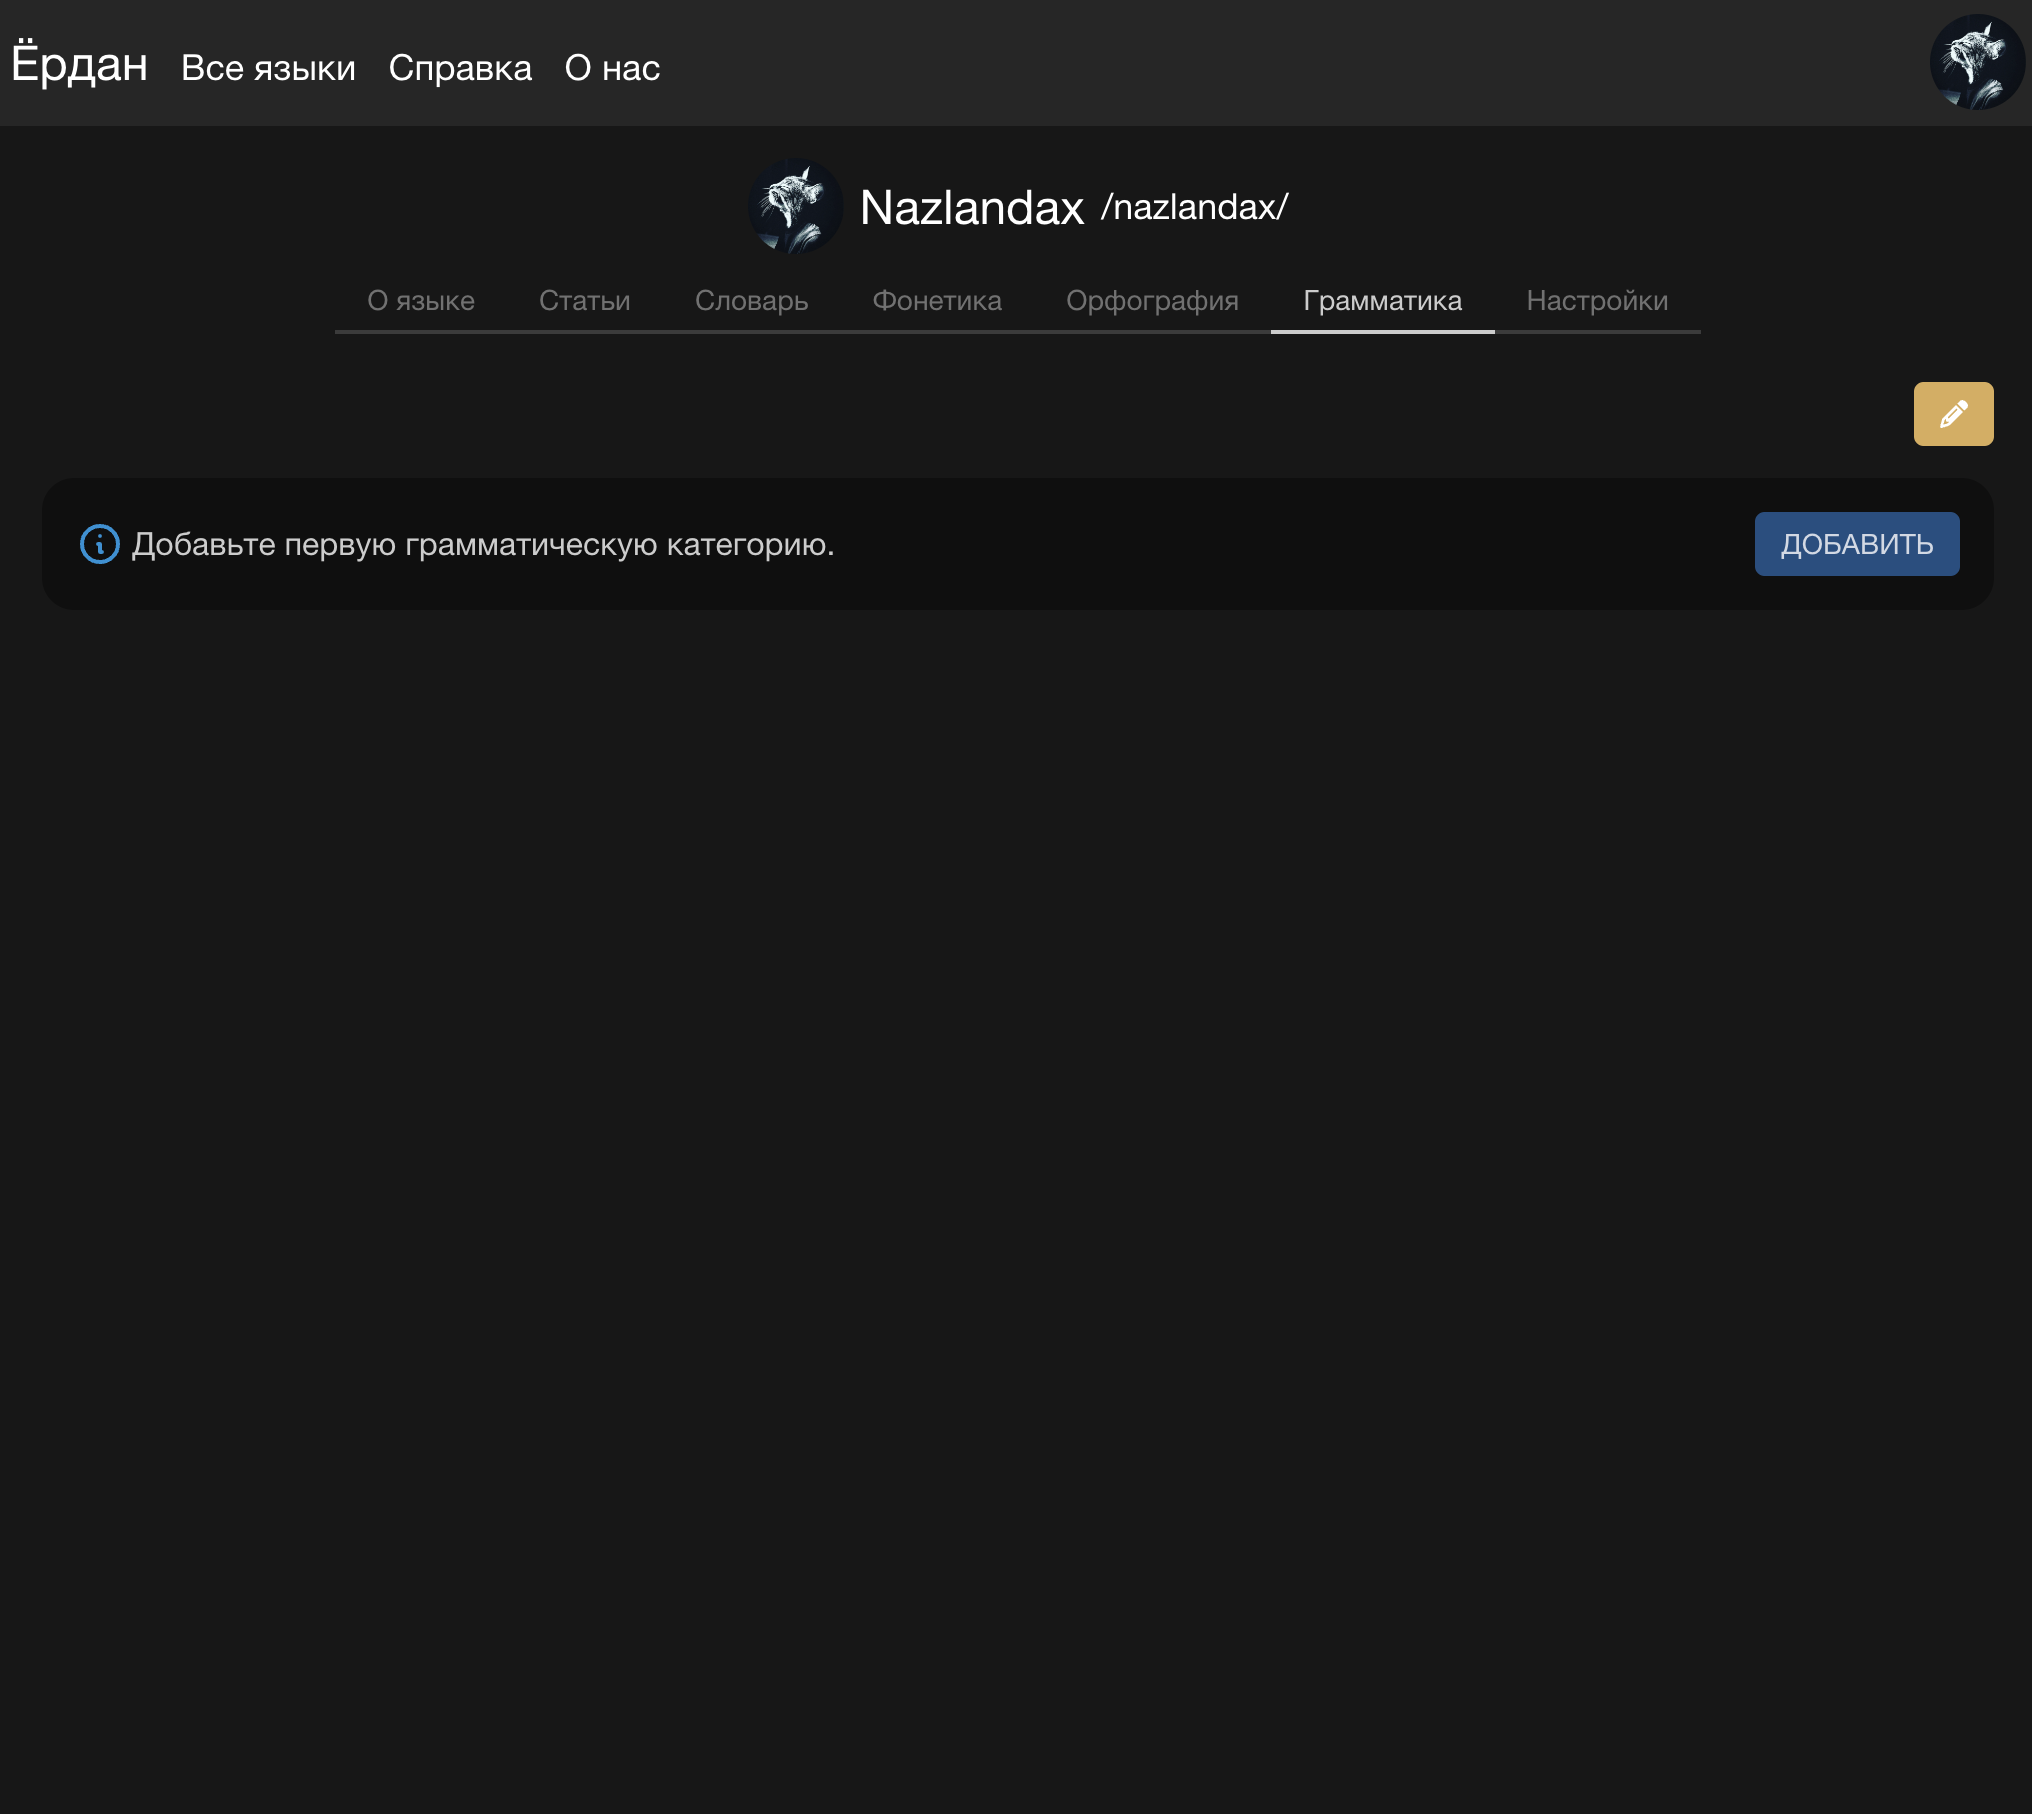 Ёрдан Все языки Справка О нас
Nazlandax /nazlandax/
О языке Статьи Словарь Фонетика Орфография Грамматика Настройки
Добавьте первую грамматическую категорию. ДОБАВИТЬ